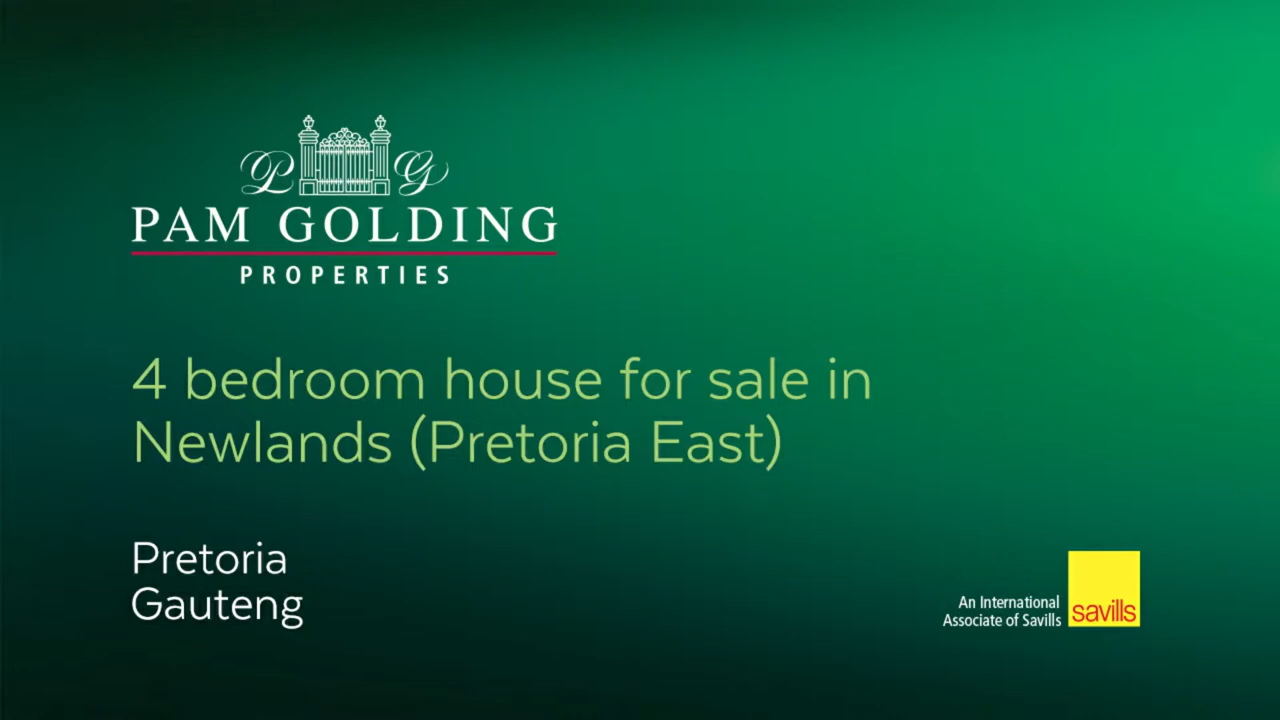 P G
PAM GOLDING
PROPERTIES
4 bedroom house for sale in
Newlands (Pretoria East)
Pretoria
Gauteng
An International
Associate of Savills
savills